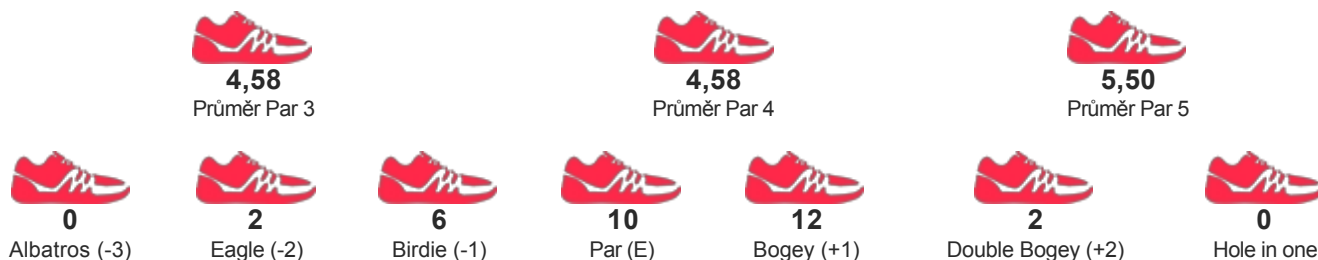 4,58
Průměr Par 3
4,58
Průměr Par 4
5,50
Průměr Par 5
0
Albatros (-3)
2
Eagle (-2)
6
Birdie (-1)
10
Par (E)
12
Bogey (+1)
2
Double Bogey (+2)
0
Hole in one